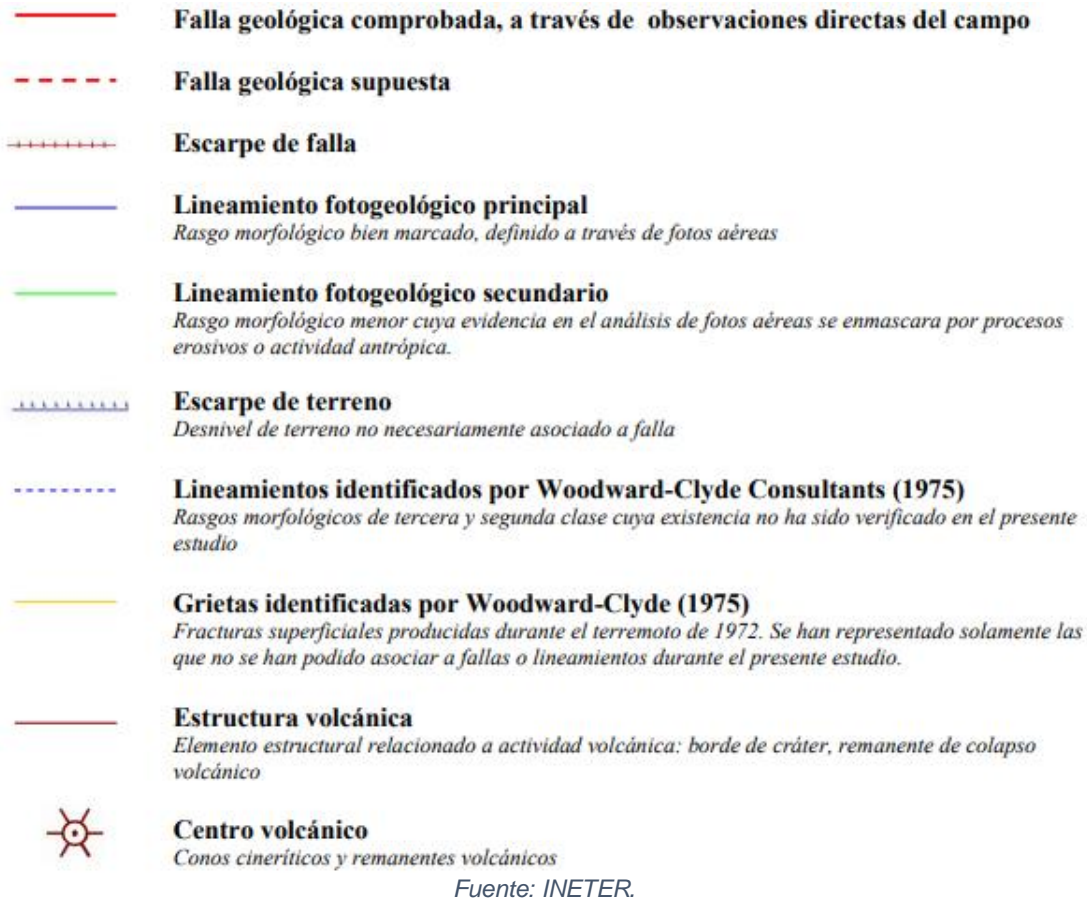 Falla geológica comprobada, a través de observaciones directas del campo
Falla geológica supuesta
Escarpe de falla
Lineamiento fotogeológico principal
Rasgo morfológico bien marcado, definido a través de fotos aéreas
Lineamiento fotogeológico secundario
Rasgo morfológico menor cuya evidencia en el análisis de fotos aéreas se enmascara por procesos
erosivos o actividad antrópica.
Escarpe de terreno
Desnivel de terreno no necesariamente asociado a falla
Lineamientos identificados por Woodward-Clyde Consultants (1975)
Rasgos morfológicos de tercera y segunda clase cuya existencia no ha sido verificado en el presente
estudio
Grietas identificadas por Woodward-Clyde (1975)
Fracturas superficiales producidas durante el terremoto de 1972. Se han representado solamente las
que no se han podido asociar a fallas o lineamientos durante el presente estudio.
Estructura volcánica
Elemento estructural relacionado a actividad volcánica: borde de cráter, remanente de colapso
volcánico
Centro volcánico
Conos cineríticos y remanentes volcánicos
Fuente: INETER.